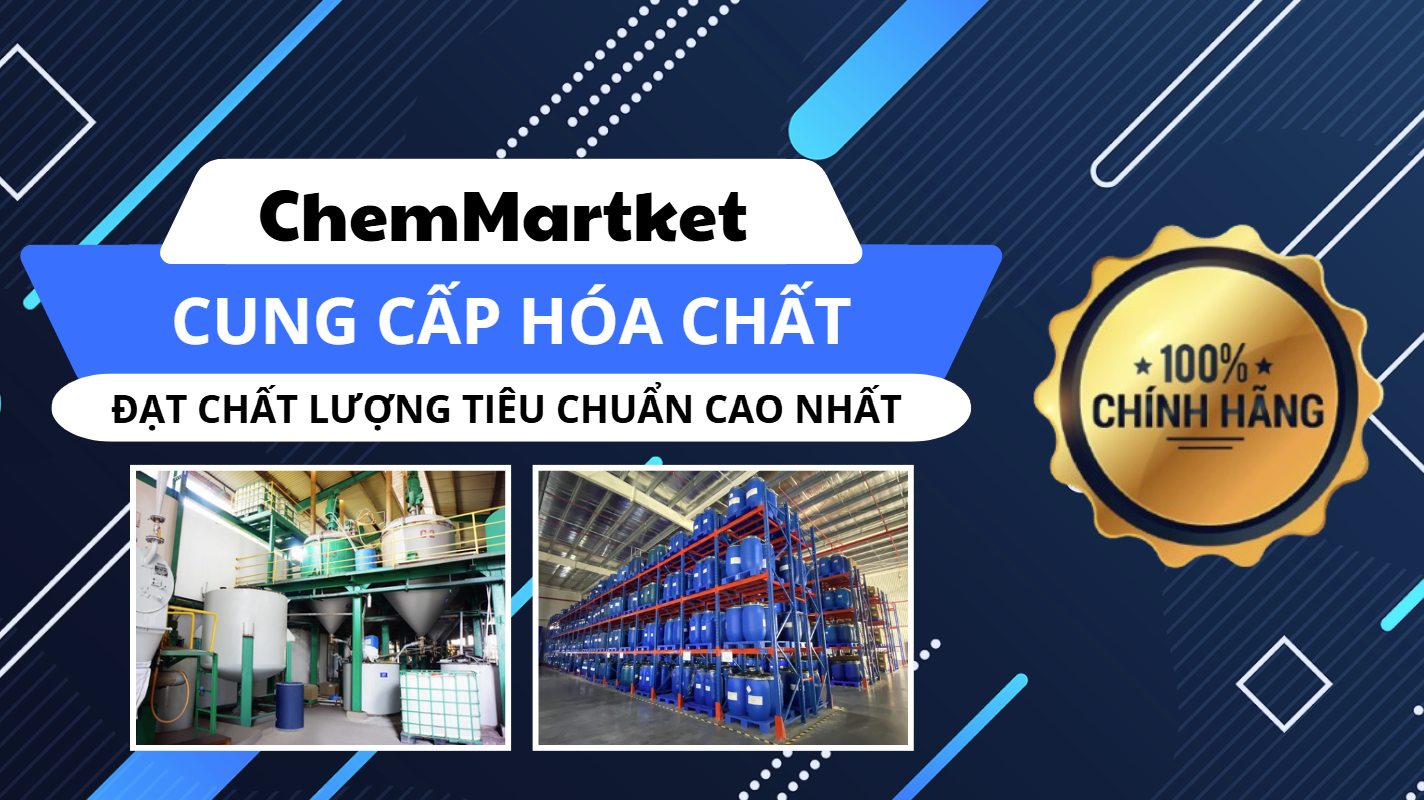 ChemMartket
CUNG CẤP HÓA CHẤT
ĐẠT CHẤT LƯỢNG TIÊU CHUẨN CAO NHẤT
100%
CHÍNH HÃNG